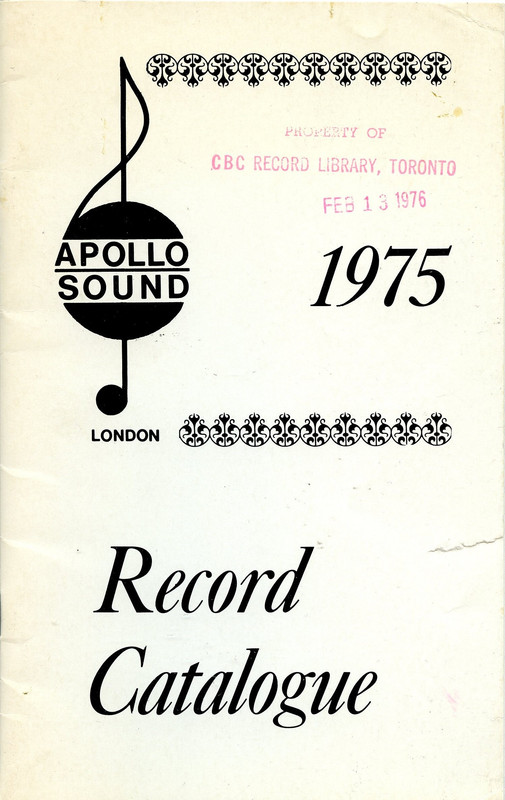 PROPERTY OF
CBC RECORD LIBRARY, TORONTO
FEB 13 1976
APOLLO
SOUND
1975
LONDON
Record
Catalogue